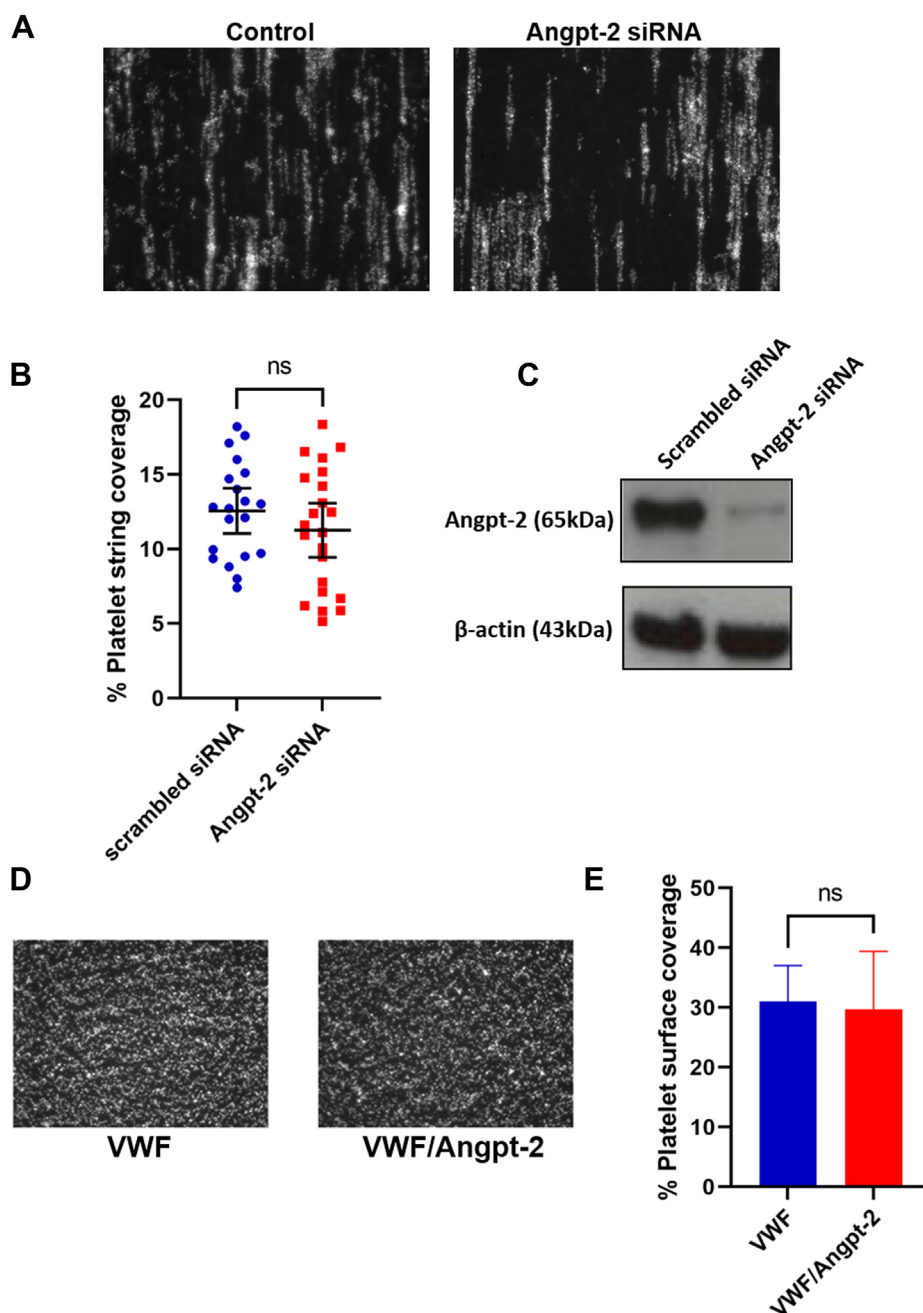 A
Control
Angpt-2 siRNA
B
ns
% Platelet string coverage
20
15
10
5
0
scrambled siRNA
Angpt-2 siRNA
C
Scrambled siRNA
Angpt-2 siRNA
Angpt-2 (65kDa)
β-actin (43kDa)
D
VWF
VWF/Angpt-2
E
ns
% Platelet surface coverage
50
40
30
20
10
0
VWF
VWF/Angpt-2